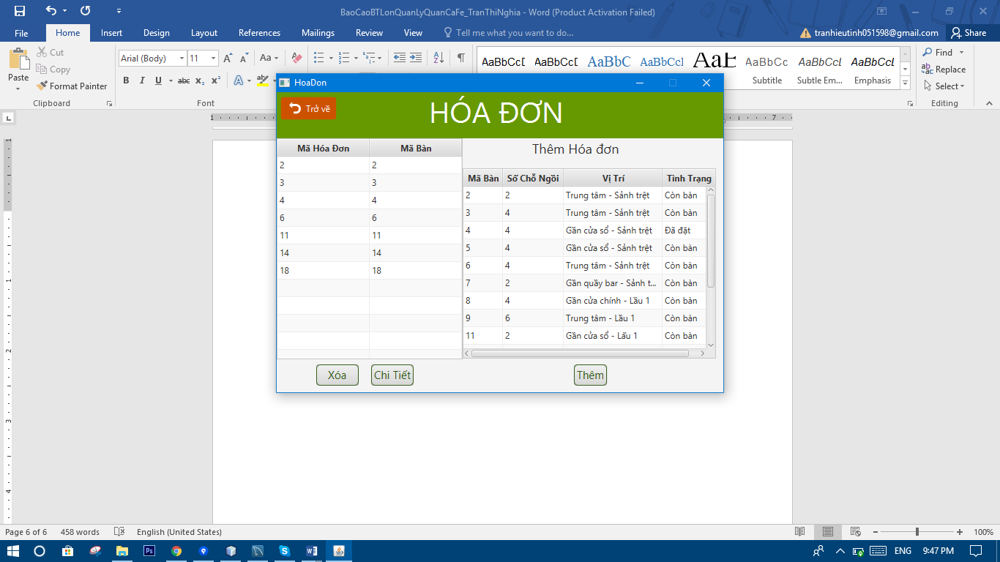 BaoCaoBTLonQuanLyQuanCaFe_TranThiNghia - Word (Product Activation Failed)
File Home Insert Design Layout References Mailings Review View Tell me what you want to do... tranhieutinh051598@gmail.com Share
Paste
Cut
Copy
Format Painter
Clipboard
Arial (Body) 11
Font
AaBbCcI AaBbCcI AaBbC AaBbCcI AaB AaBbCc AaBbCcI AaBbCcI
Subtitle Subtle Em... Emphasis
Find
Replace
Select
Editing
HoaDon
Trở về
HÓA ĐƠN
Mã Hóa Đơn Mã Bàn
2 2
3 3
4 4
6 6
11 11
14 14
18 18
Xóa Chi Tiết
Thêm Hóa đơn
Mã Bàn Số Chỗ Ngồi Vị Trí Tình Trạng
2 2 Trung tâm - Sảnh trệt Còn bàn
3 4 Trung tâm - Sảnh trệt Còn bàn
4 4 Gần cửa sổ - Sảnh trệt Đã đặt
5 4 Gần cửa sổ - Sảnh trệt Còn bàn
6 4 Trung tâm - Sảnh trệt Còn bàn
7 2 Gần quầy bar - Sảnh t... Còn bàn
8 4 Gần cửa chính - Lầu 1 Còn bàn
9 6 Trung tâm - Lầu 1 Còn bàn
11 2 Gần cửa sổ - Lấu 1 Còn bàn
Thêm
Page 6 of 6 458 words English (United States) 100%
ENG 9:47 PM